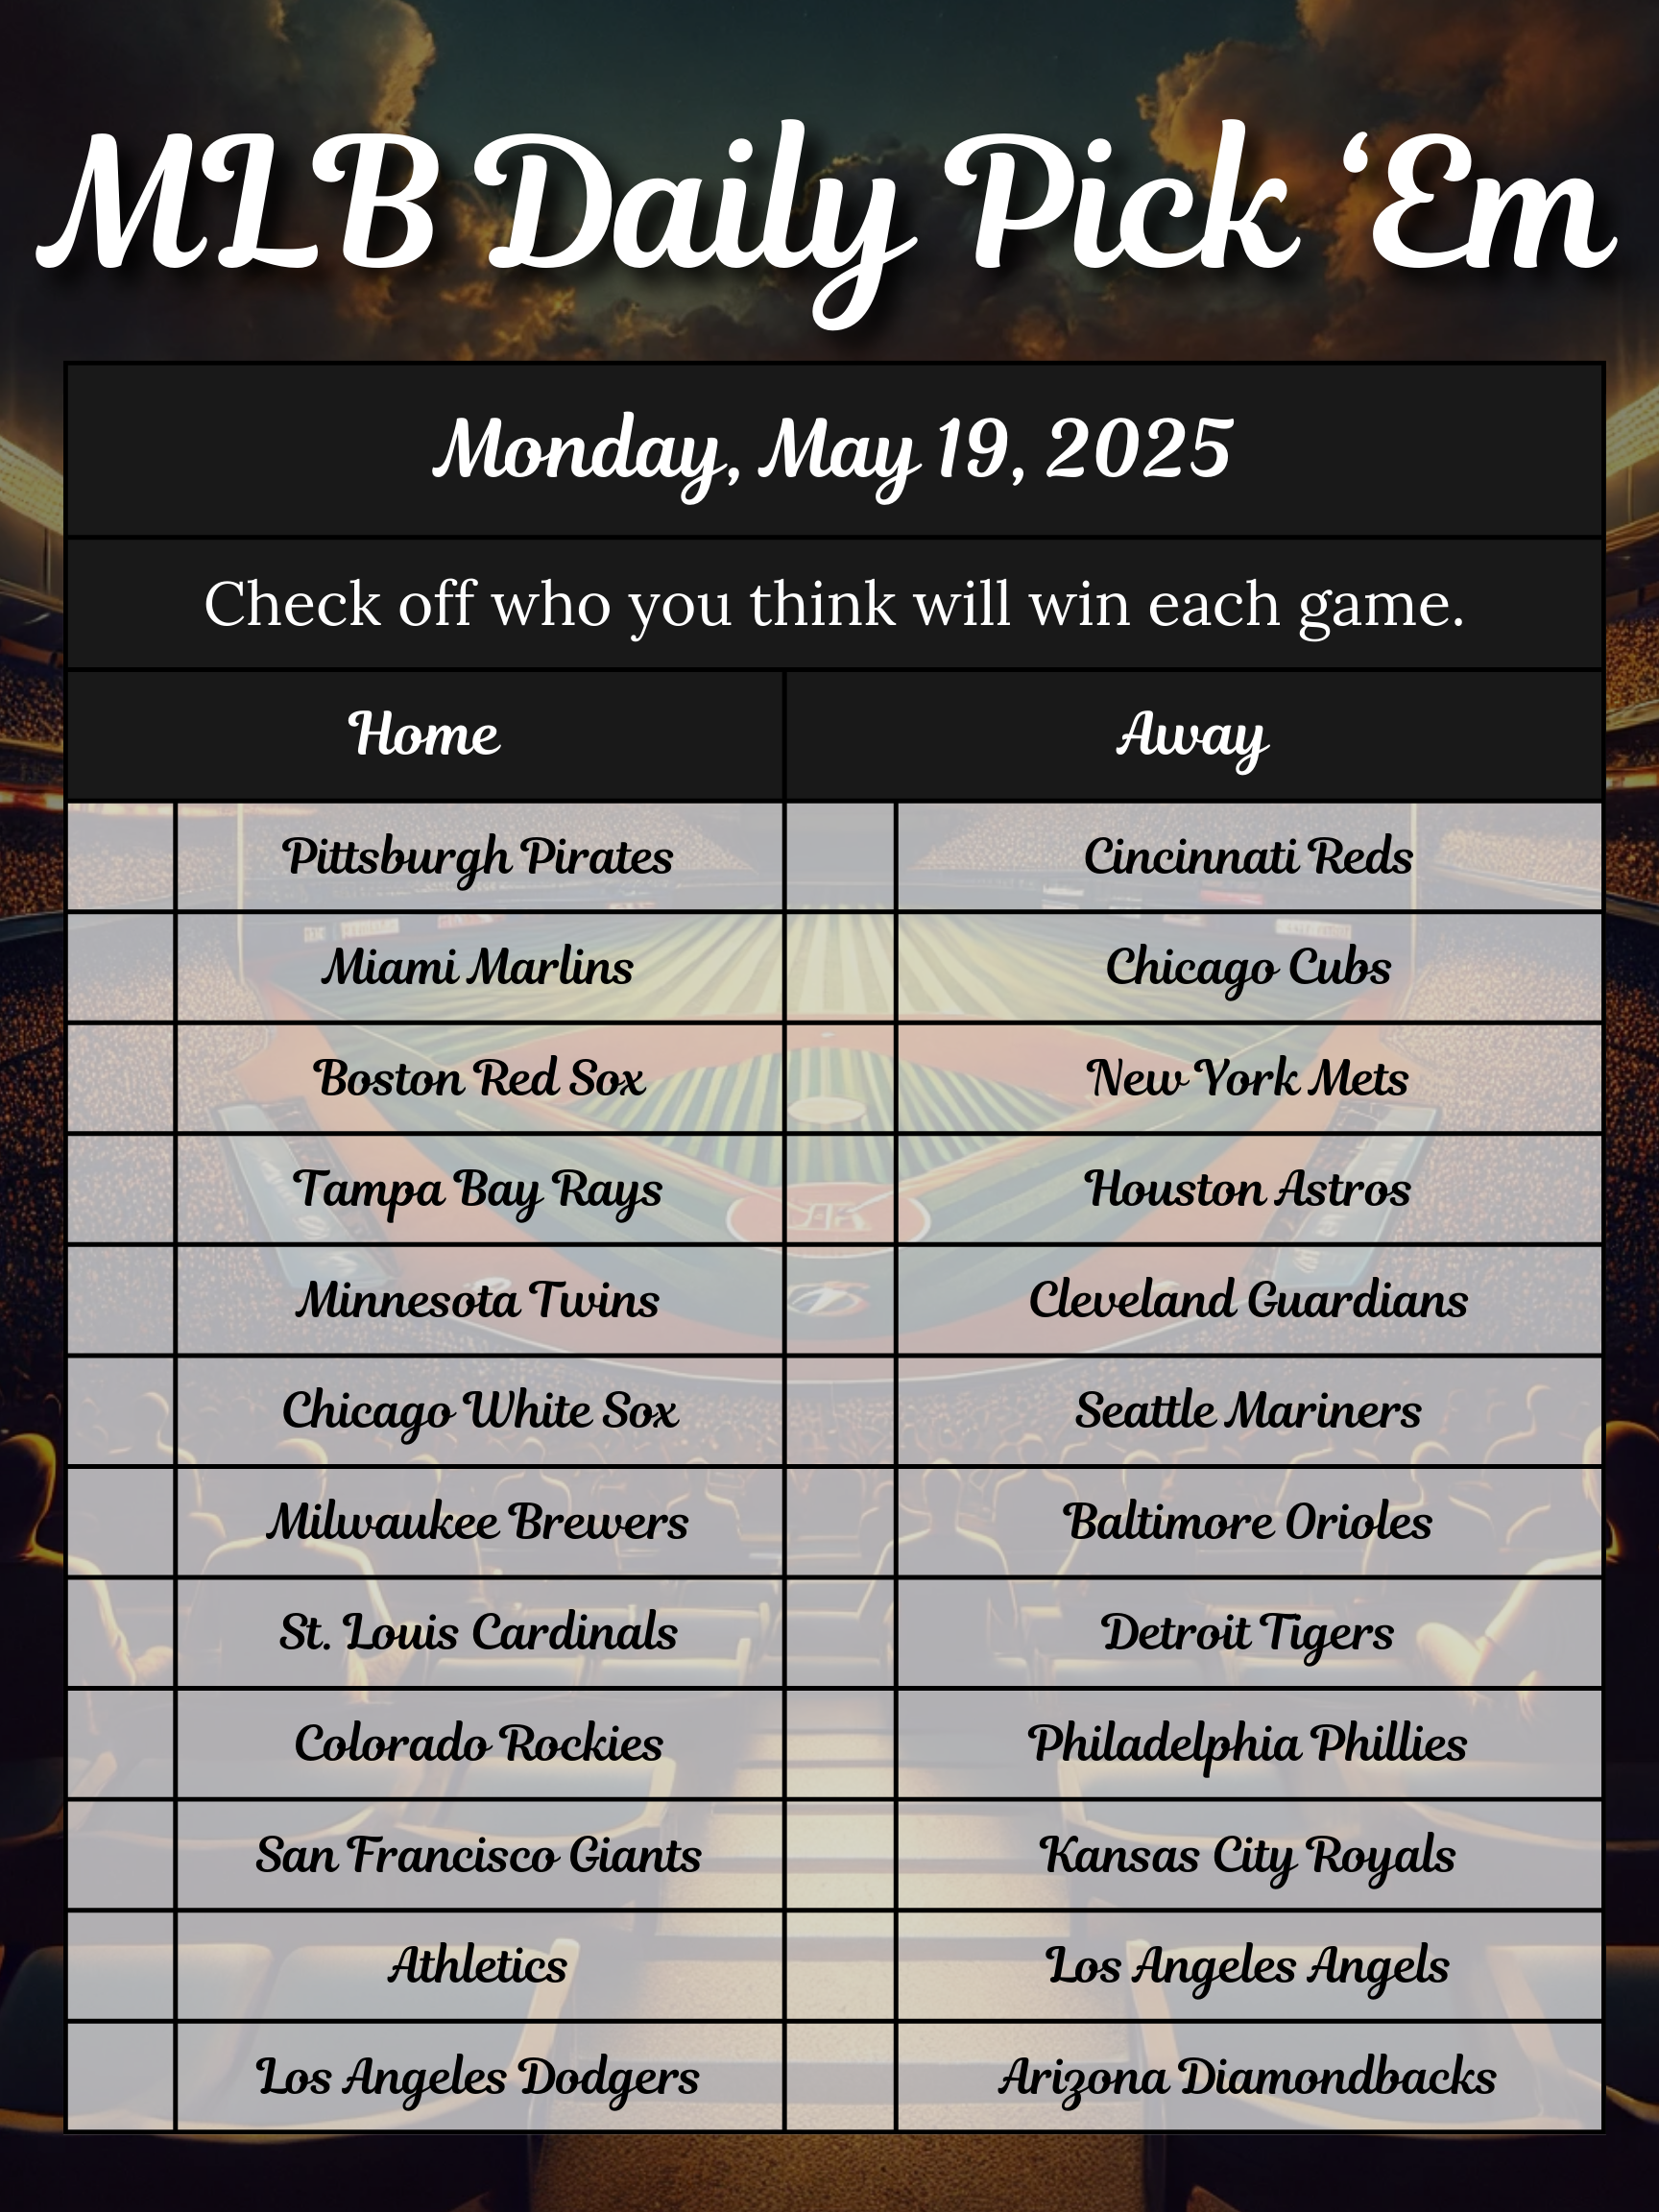 MLB Daily Pick ‘Em
Monday, May 19, 2025
Check off who you think will win each game.
Home Away
Pittsburgh Pirates Cincinnati Reds
Miami Marlins Chicago Cubs
Boston Red Sox New York Mets
Tampa Bay Rays Houston Astros
Minnesota Twins Cleveland Guardians
Chicago White Sox Seattle Mariners
Milwaukee Brewers Baltimore Orioles
St. Louis Cardinals Detroit Tigers
Colorado Rockies Philadelphia Phillies
San Francisco Giants Kansas City Royals
Athletics Los Angeles Angels
Los Angeles Dodgers Arizona Diamondbacks